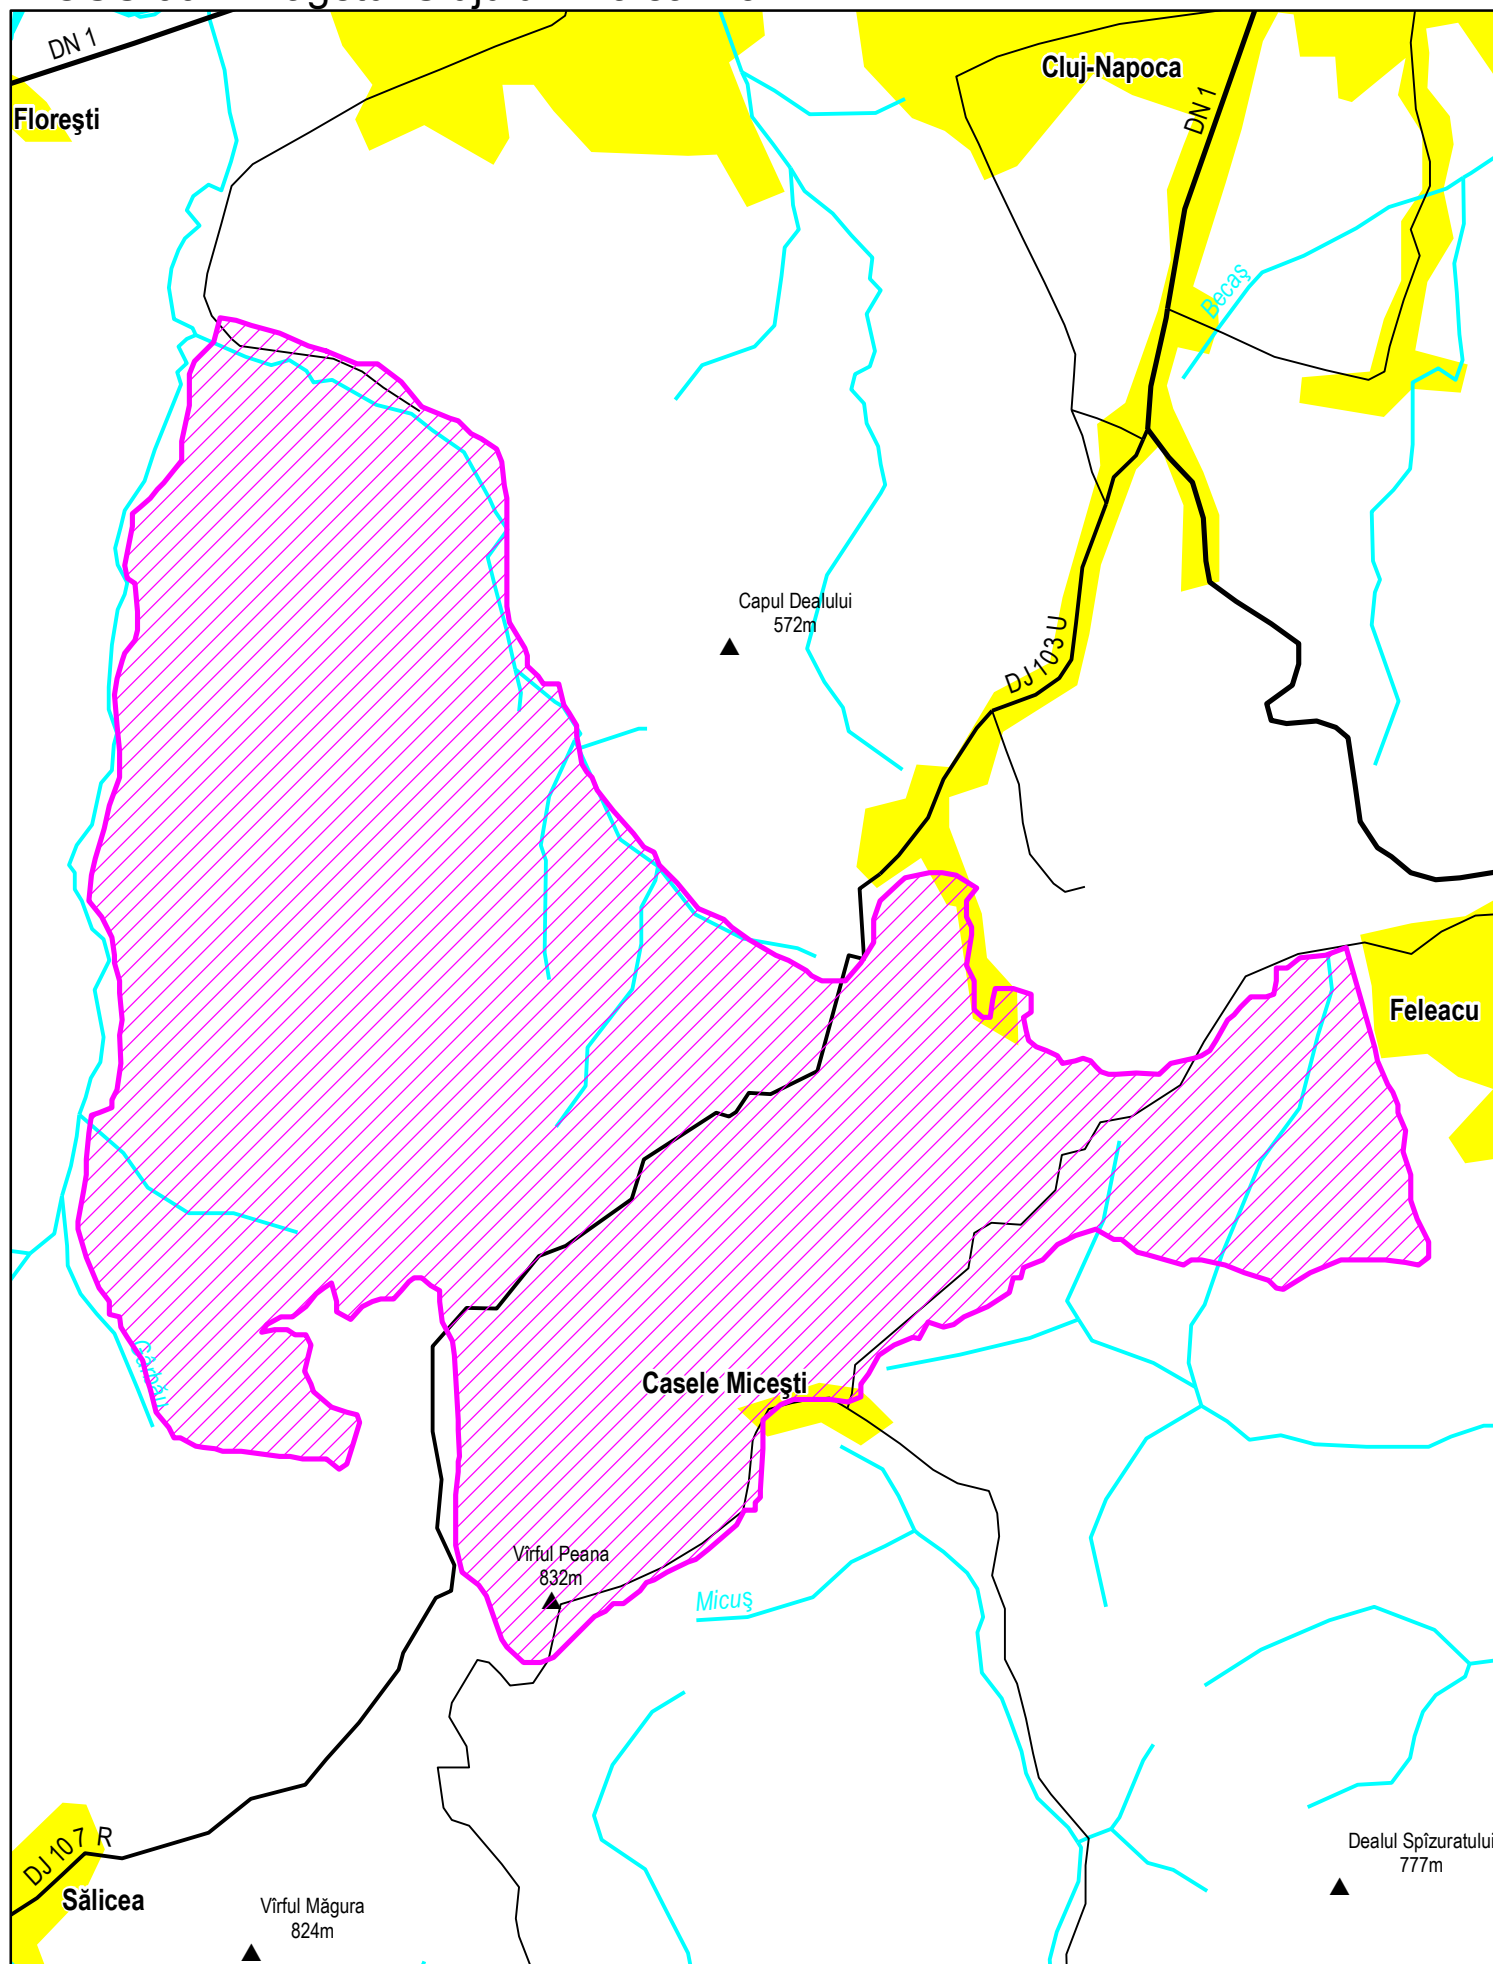 DN 1
Cluj-Napoca
DN 1
Floreşti
Becaş
Capul Dealului
572m
DJ 103 U
Feleacu
Casele Miceşti
Vîrful Peana
832m
Micuş
DJ 107 R
Sălicea
Vîrful Măgura
824m
Dealul Spîzuratului
777m